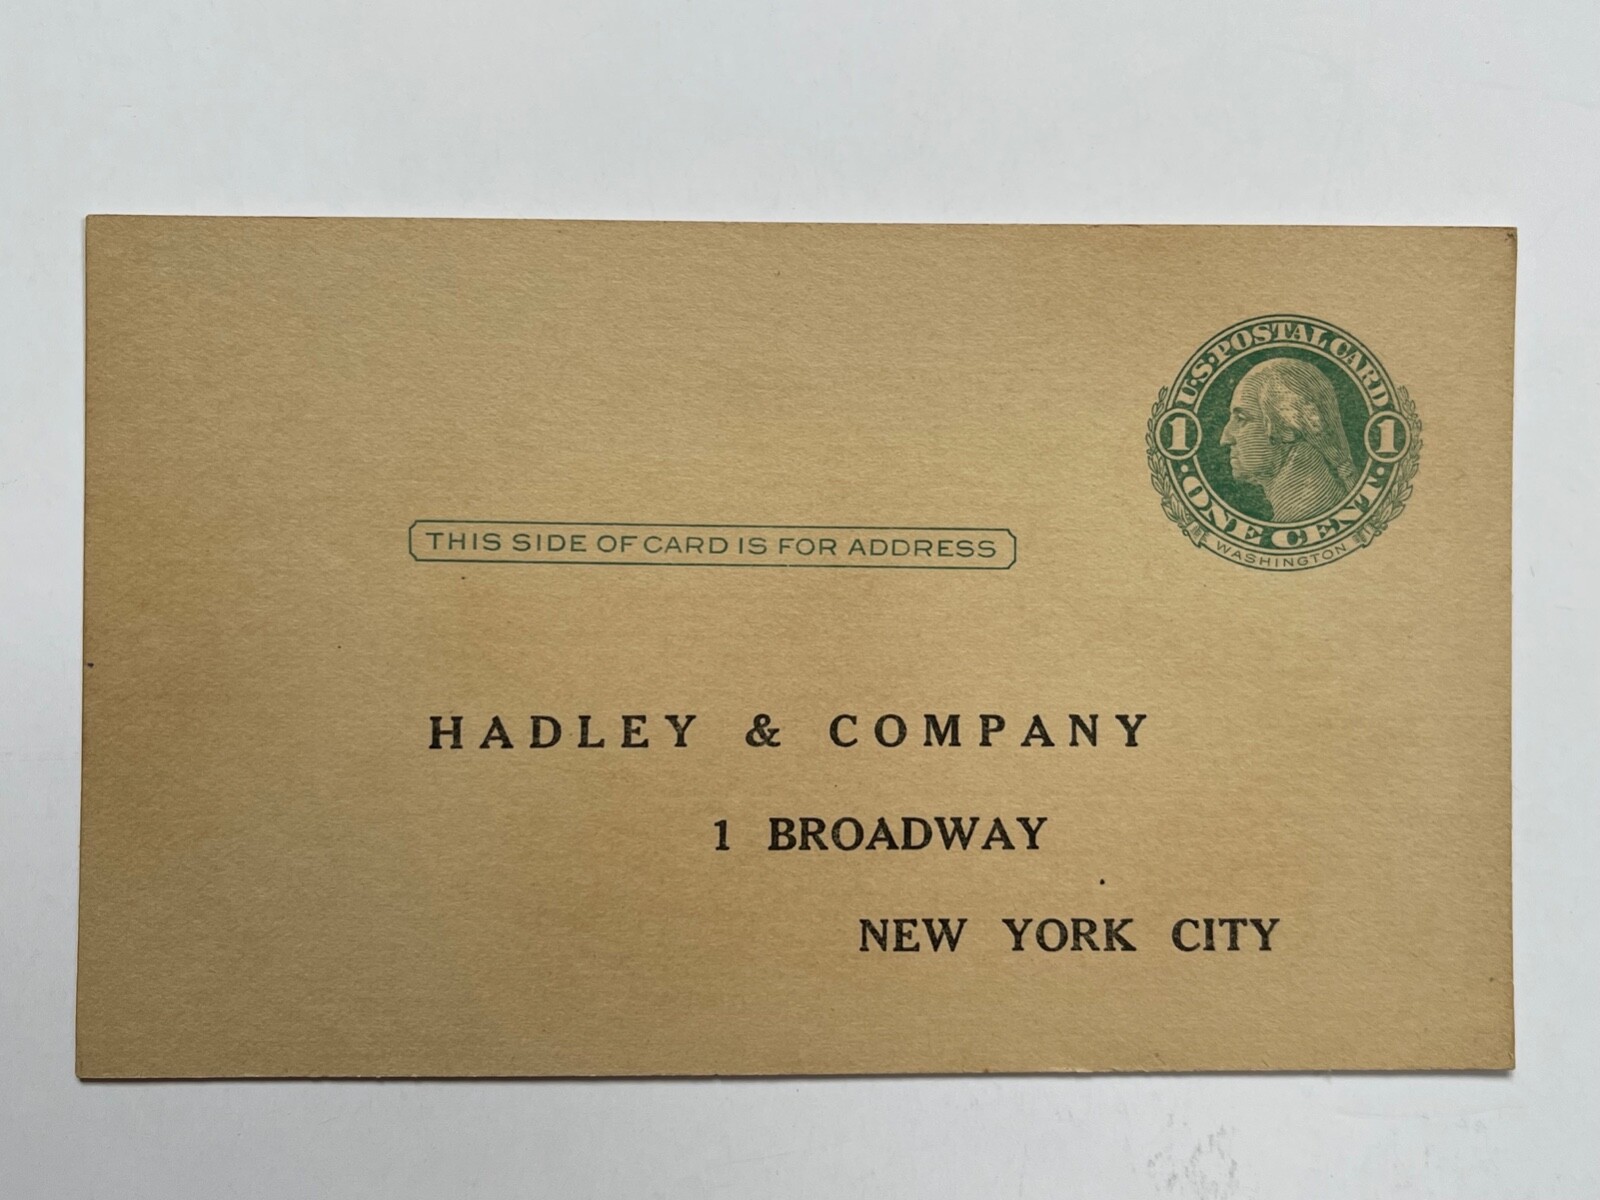 U·S·POSTAL CARD
1 1
·ONE CENT·
WASHINGTON
THIS SIDE OF CARD IS FOR ADDRESS
HADLEY & COMPANY
1 BROADWAY
NEW YORK CITY